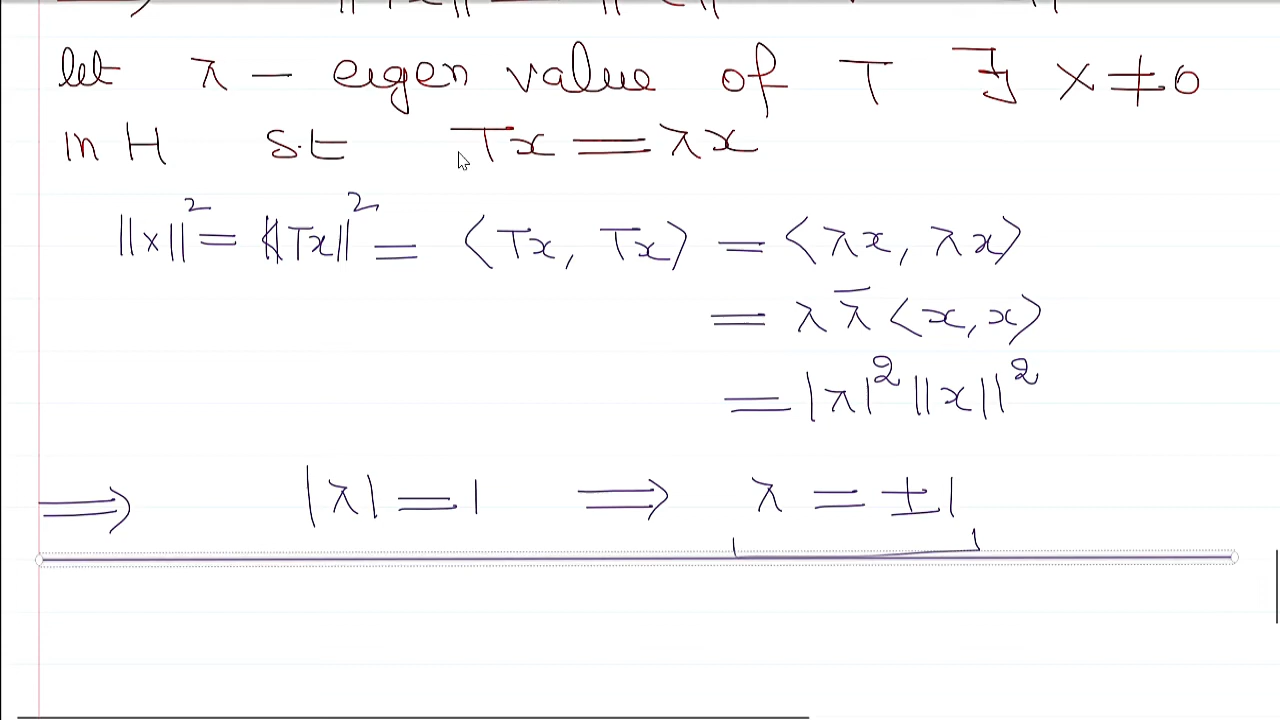 let λ – eigen value of T ∃ x ≠ 0
in H s.t Tx = λx
||x||² = ||Tx||² = ⟨Tx, Tx⟩ = ⟨λx, λx⟩
= λ λ̅ ⟨x, x⟩
= |λ|² ||x||²
⟹ |λ| = 1 ⟹ λ = ±1